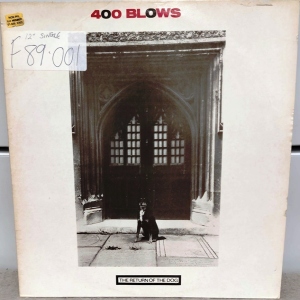 400 BLOWS
12" SINGLE
F89.001
THE RETURN OF THE DOG